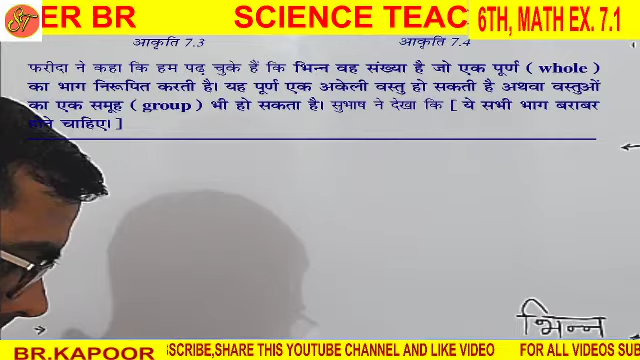 ER BR SCIENCE TEAC 6TH, MATH EX. 7.1
आकृति 7.3 आकृति 7.4
फरीदा ने कहा कि हम पढ़ चुके हैं कि भिन्न वह संख्या है जो एक पूर्ण ( whole )
का भाग निरूपित करती है। यह पूर्ण एक अकेली वस्तु हो सकती है अथवा वस्तुओं
का एक समूह ( group ) भी हो सकता है। सुभाष ने देखा कि [ ये सभी भाग बराबर
होने चाहिए। ]
भिन्न
BR.KAPOOR SCRIBE,SHARE THIS YOUTUBE CHANNEL AND LIKE VIDEO FOR ALL VIDEOS SUB